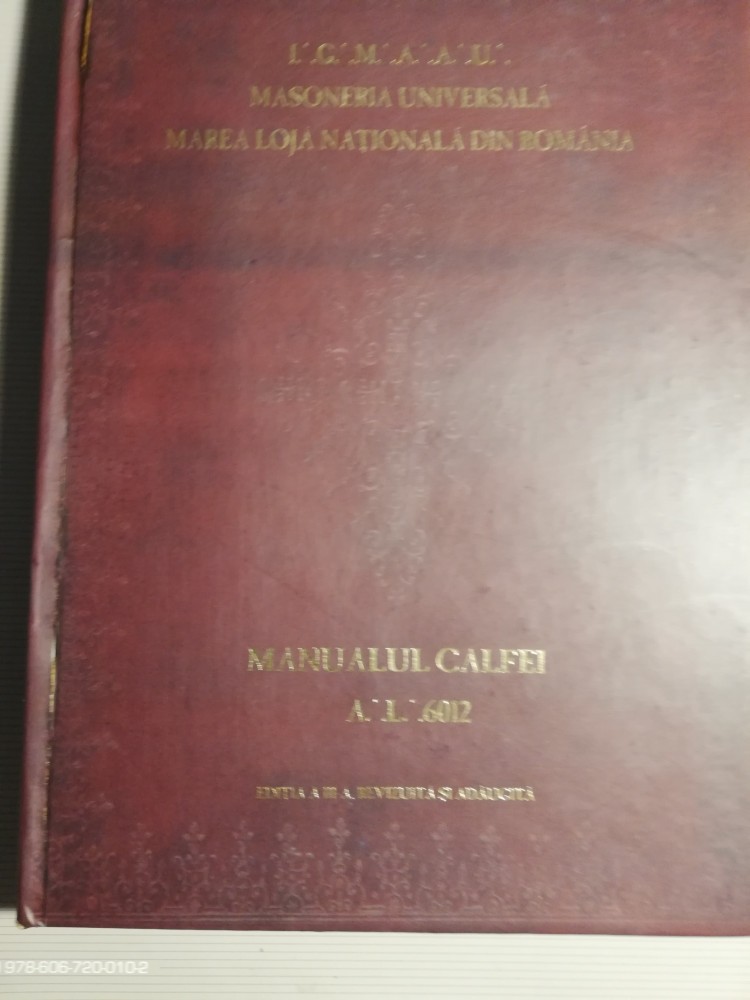 I∴G∴M∴A∴A∴U∴
MASONERIA UNIVERSALĂ
MAREA LOJĂ NAȚIONALĂ DIN ROMÂNIA
MANUALUL CALFEI
A∴L∴6012
EDIȚIA A III A, REVIZUITĂ ȘI ADĂUGITĂ
978-606-720-010-2